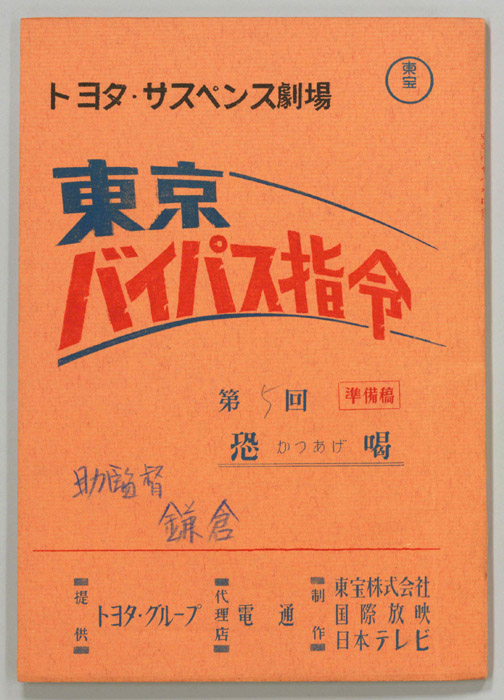 東宝
トヨタ・サスペンス劇場
東京
バイパス指令
第5回 準備稿
恐 かつあげ 喝
助監督
鎌倉
提供 トヨタ・グループ
代理店 電通
制作 東宝株式会社
国際放映
日本テレビ